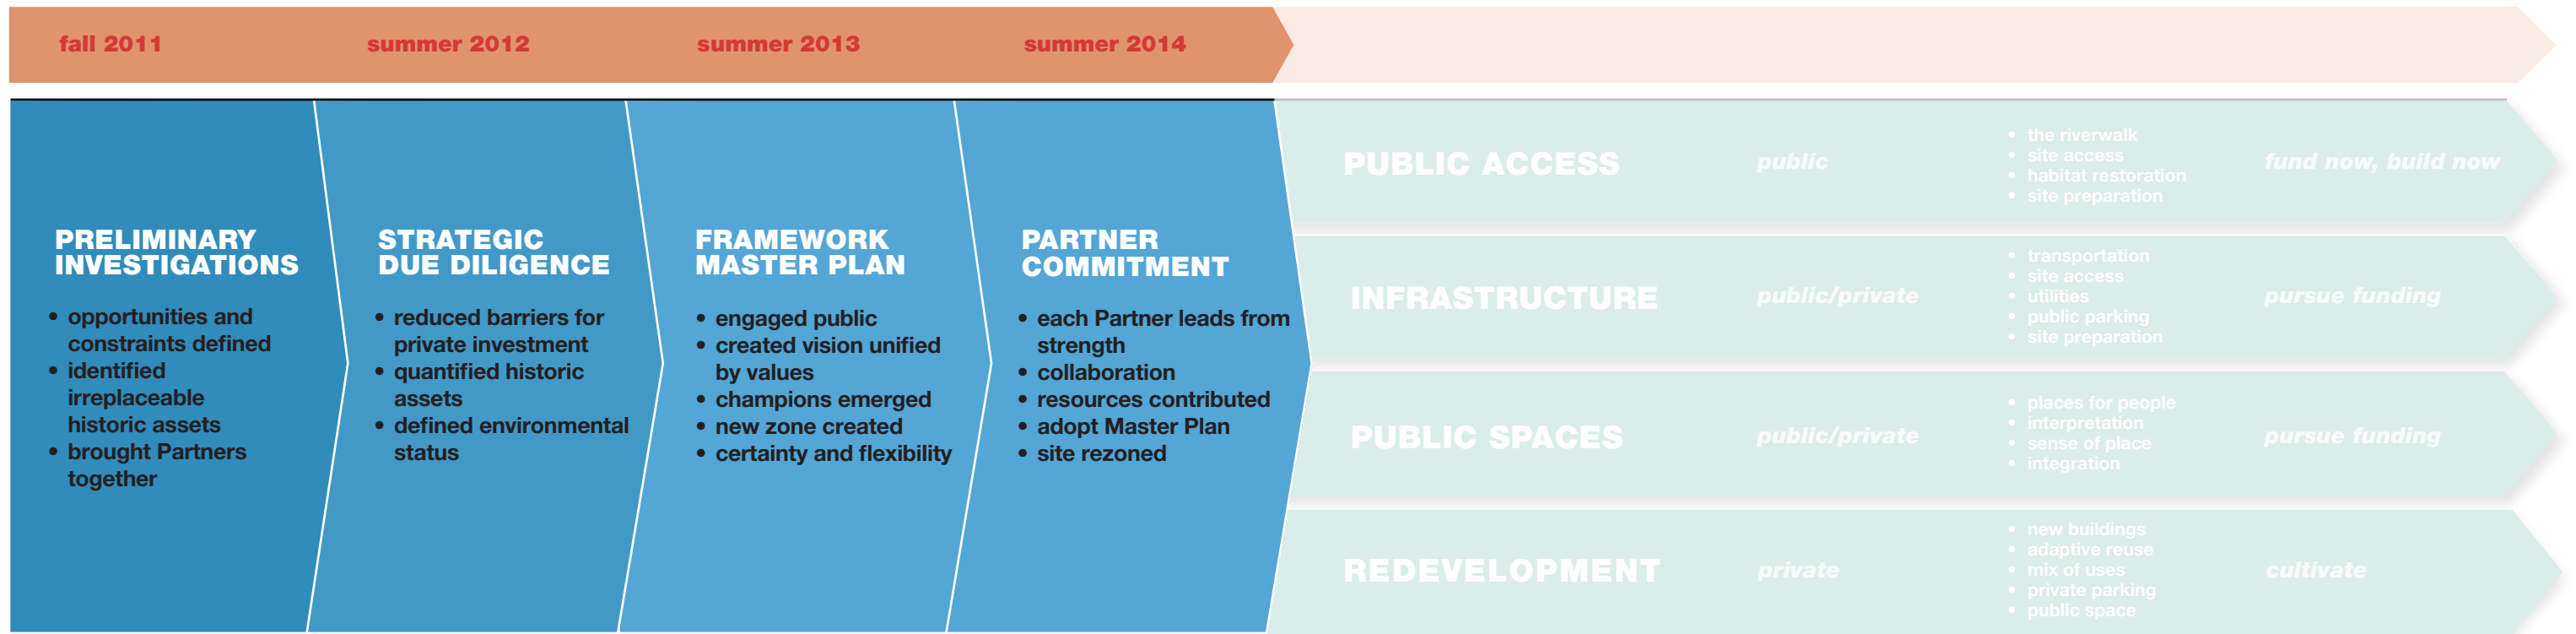 fall 2011
summer 2012
summer 2013
summer 2014
PRELIMINARY
INVESTIGATIONS
• opportunities and
constraints defined
• identified
irreplaceable
historic assets
• brought Partners
together
STRATEGIC
DUE DILIGENCE
• reduced barriers for
private investment
• quantified historic
assets
• defined environmental
status
FRAMEWORK
MASTER PLAN
• engaged public
• created vision unified
by values
• champions emerged
• new zone created
• certainty and flexibility
PARTNER
COMMITMENT
• each Partner leads from
strength
• collaboration
• resources contributed
• adopt Master Plan
• site rezoned
PUBLIC ACCESS
public
• the riverwalk
• site access
• habitat restoration
• site preparation
fund now, build now
INFRASTRUCTURE
public/private
• transportation
• site access
• utilities
• public parking
• site preparation
pursue funding
PUBLIC SPACES
public/private
• places for people
• interpretation
• sense of place
• integration
pursue funding
REDEVELOPMENT
private
• new buildings
• adaptive reuse
• mix of uses
• private parking
• public space
cultivate